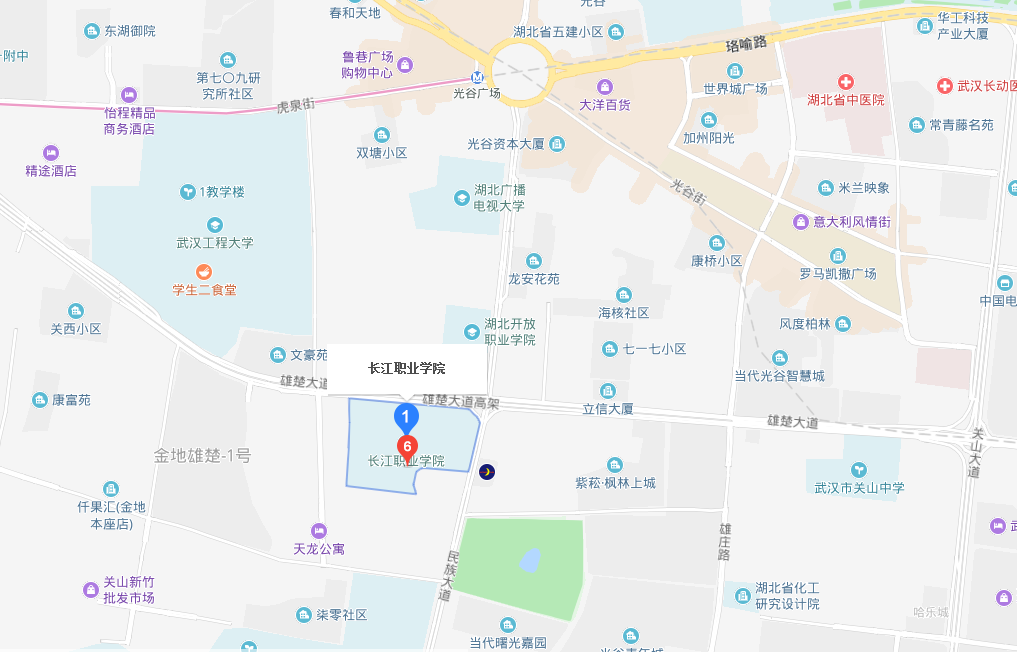 春和天地
光谷
东湖御院
湖北省五建小区
华工科技
产业大厦
珞喻路
附中
第七〇九研
究所社区
鲁巷广场
购物中心
光谷广场
世界城广场
湖北省中医院
武汉长动医
怡程精品
商务酒店
虎泉街
大洋百货
常青藤名苑
双塘小区
光谷资本大厦
加州阳光
精途酒店
1教学楼
湖北广播
电视大学
光谷街
米兰映象
意大利风情街
武汉工程大学
康桥小区
罗马凯撒广场
学生二食堂
龙安花苑
中国电
海核社区
关西小区
湖北开放
职业学院
风度柏林
文豪苑
七一七小区
长江职业学院
当代光谷智慧城
雄楚大道
雄楚大道高架
康富苑
1
立信大厦
雄楚大道
6
关山大道
金地雄楚-1号
长江职业学院
紫菘·枫林上城
武汉市关山中学
仟果汇(金地
本座店)
雄庄路
天龙公寓
武
民族大道
关山新竹
批发市场
湖北省化工
研究设计院
柒零社区
哈乐城
当代曙光嘉园
光谷青年城